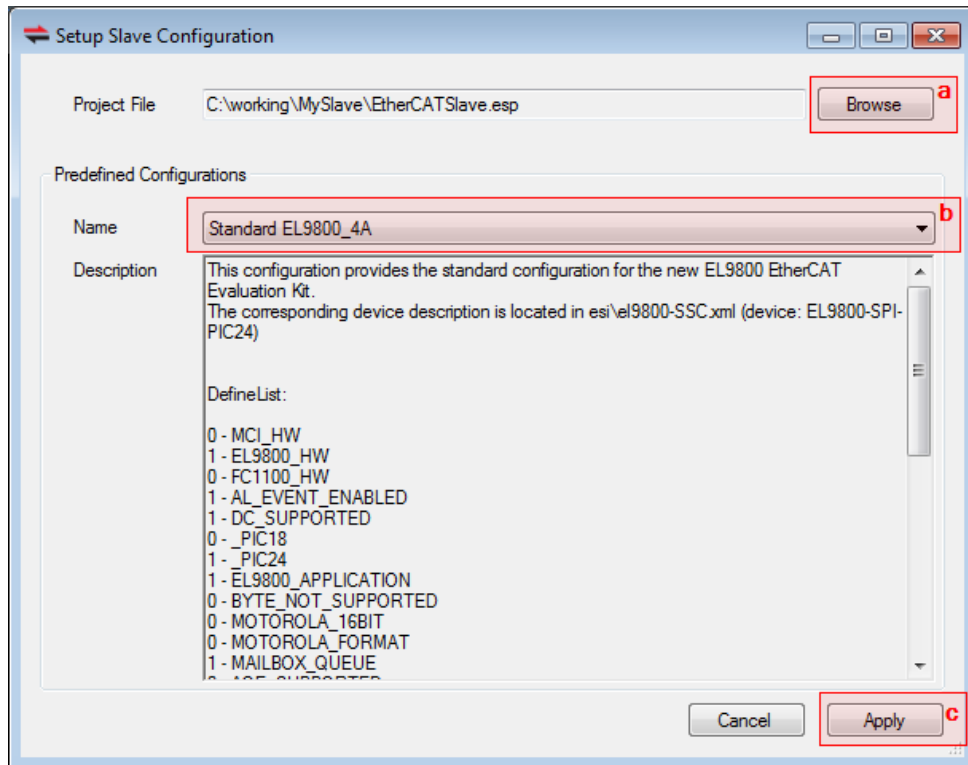 Setup Slave Configuration
Project File C:\working\MySlave\EtherCATSlave.esp Browse a
Predefined Configurations
Name Standard EL9800_4A b
Description This configuration provides the standard configuration for the new EL9800 EtherCAT
Evaluation Kit.
The corresponding device description is located in esi\el9800-SSC.xml (device: EL9800-SPI-
PIC24)
DefineList:
0 - MCI_HW
1 - EL9800_HW
0 - FC1100_HW
1 - AL_EVENT_ENABLED
1 - DC_SUPPORTED
0 - _PIC18
1 - _PIC24
1 - EL9800_APPLICATION
0 - BYTE_NOT_SUPPORTED
0 - MOTOROLA_16BIT
0 - MOTOROLA_FORMAT
1 - MAILBOX_QUEUE
Cancel Apply c